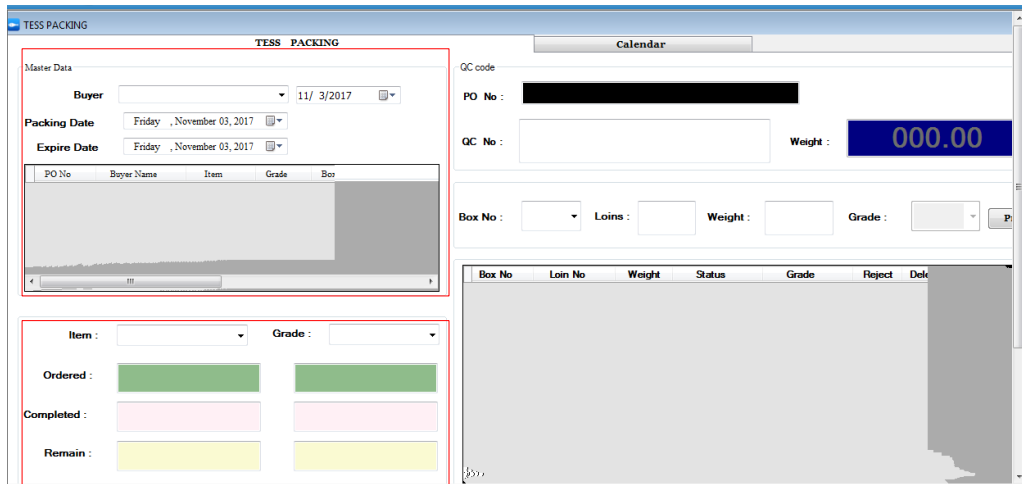 TESS PACKING
TESS PACKING
Calendar
Master Data
Buyer
11/ 3/2017
Packing Date
Friday , November 03, 2017
Expire Date
Friday , November 03, 2017
PO No Buyer Name Item Grade
Item :
Grade :
Ordered :
Completed :
Remain :
QC code
PO No :
QC No :
Weight :
000.00
Box No :
Loins :
Weight :
Grade :
Box No Loin No Weight Status Grade Reject